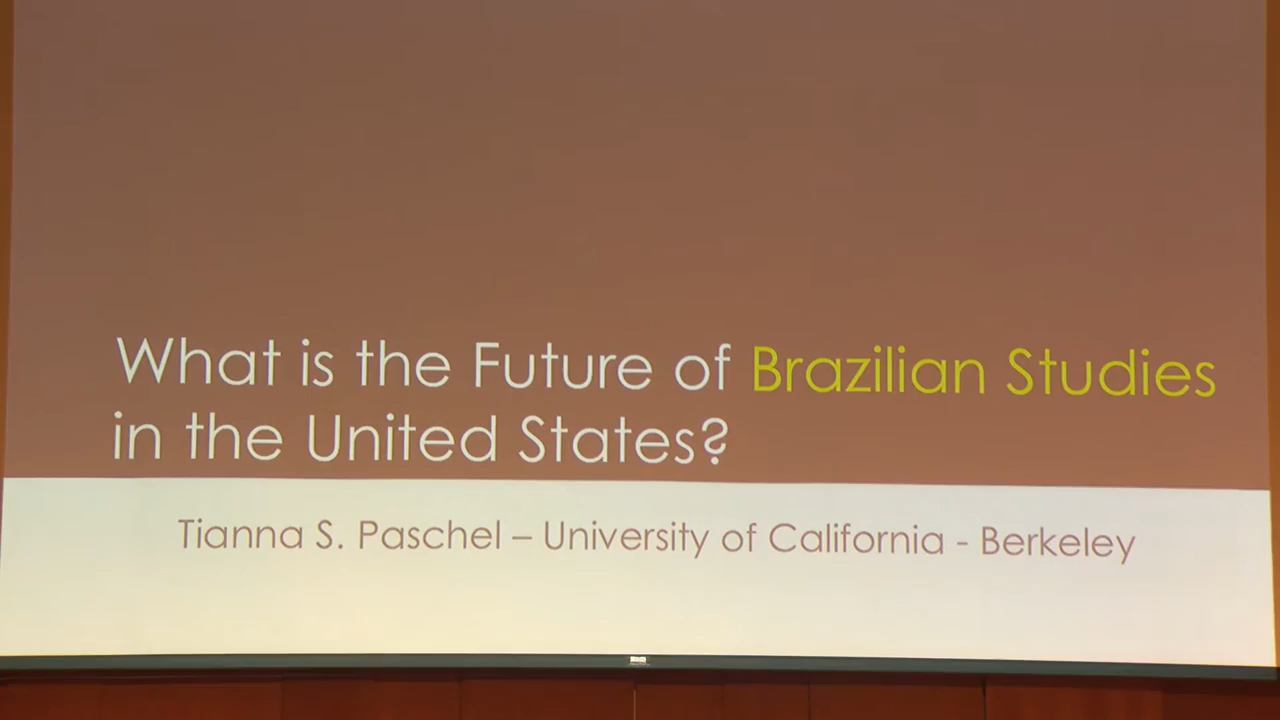 What is the Future of Brazilian Studies
in the United States?
Tianna S. Paschel – University of California - Berkeley